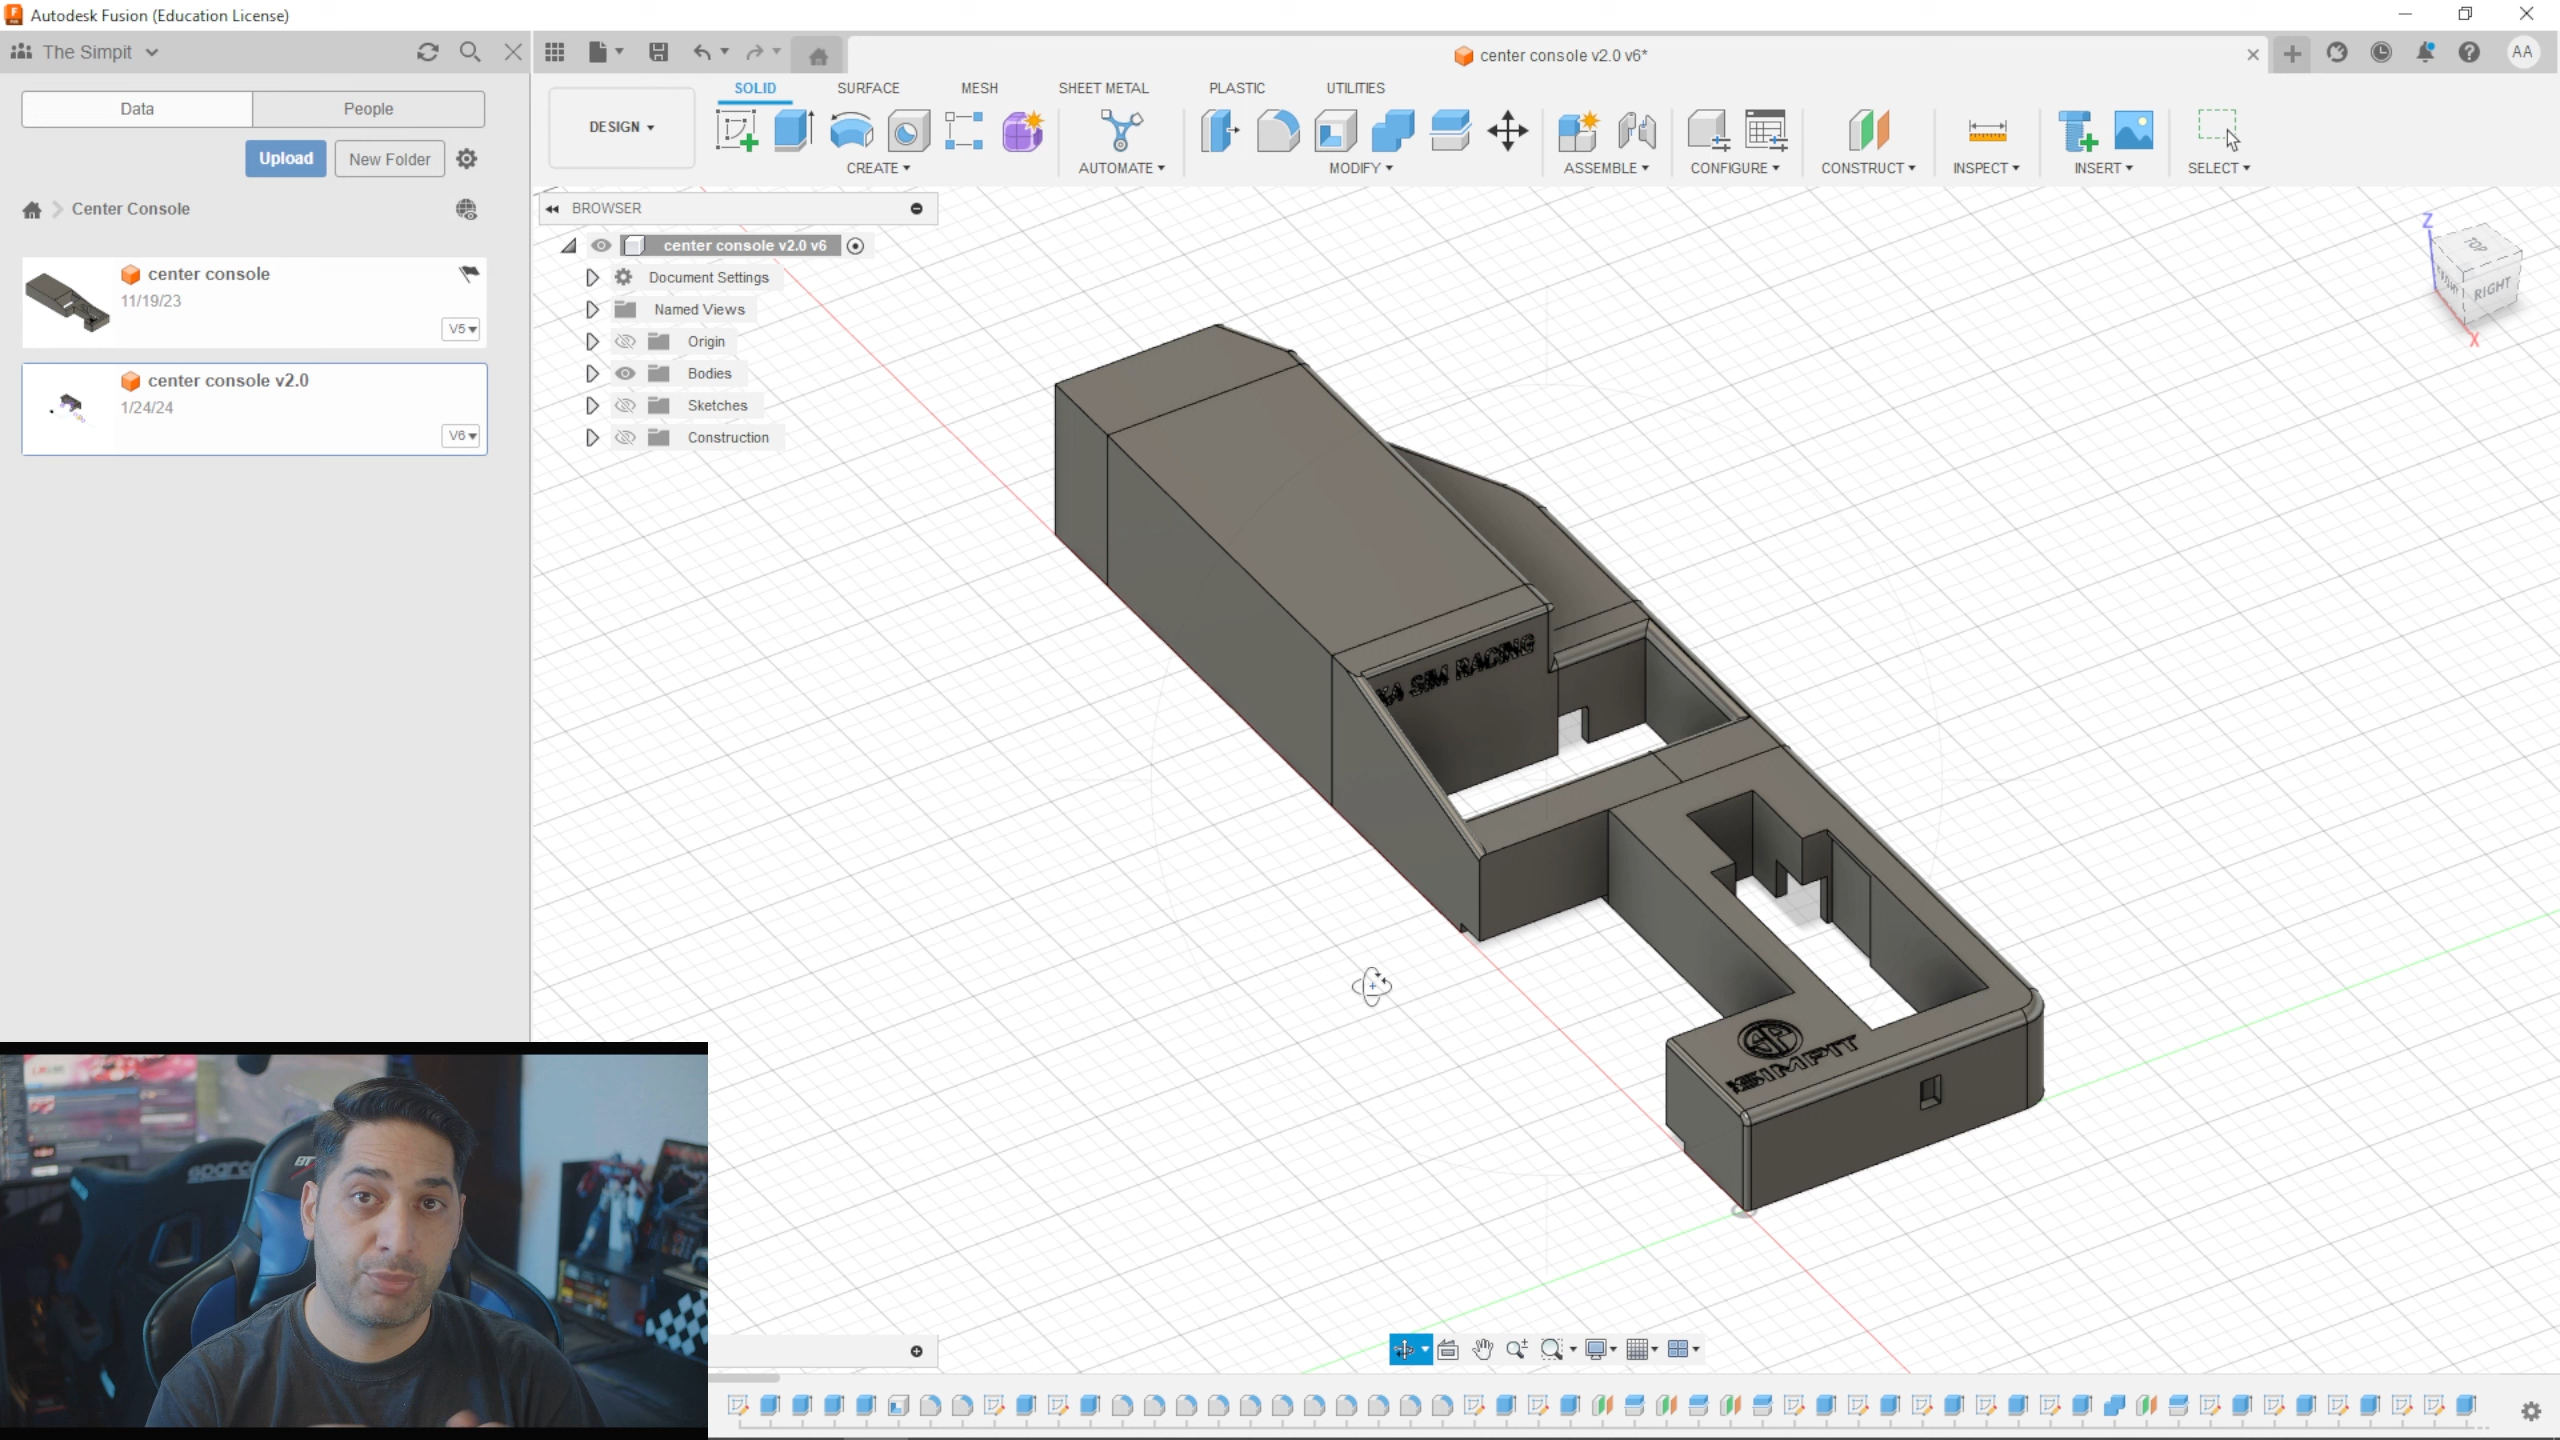 Autodesk Fusion (Education License)
The Simpit
center console v2.0 v6*
AA
Data
People
Upload
New Folder
Center Console
center console
11/19/23
V5
center console v2.0
1/24/24
V6
DESIGN
SOLID
SURFACE
MESH
SHEET METAL
PLASTIC
UTILITIES
CREATE
AUTOMATE
MODIFY
ASSEMBLE
CONFIGURE
CONSTRUCT
INSPECT
INSERT
SELECT
BROWSER
center console v2.0 v6
Document Settings
Named Views
Origin
Bodies
Sketches
Construction
Z
TOP
FRONT
RIGHT
X
SIM RACING
SIMPIT
sparco